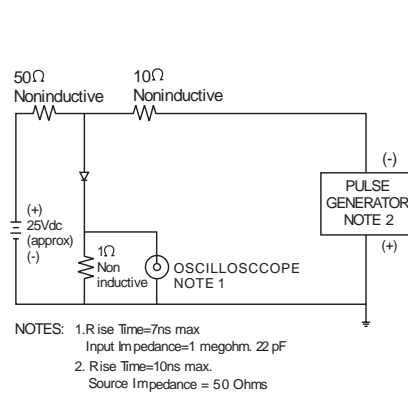 50Ω
Noninductive
10Ω
Noninductive
(-)
PULSE
GENERATOR
NOTE 2
(+)
(+)
25Vdc
(approx)
(-)
1Ω
Non
inductive
OSCILLOSCCOPE
NOTE 1
NOTES: 1.Rise Time=7ns max
Input Impedance=1 megohm. 22 pF
2. Rise Time=10ns max.
Source Impedance = 50 Ohms